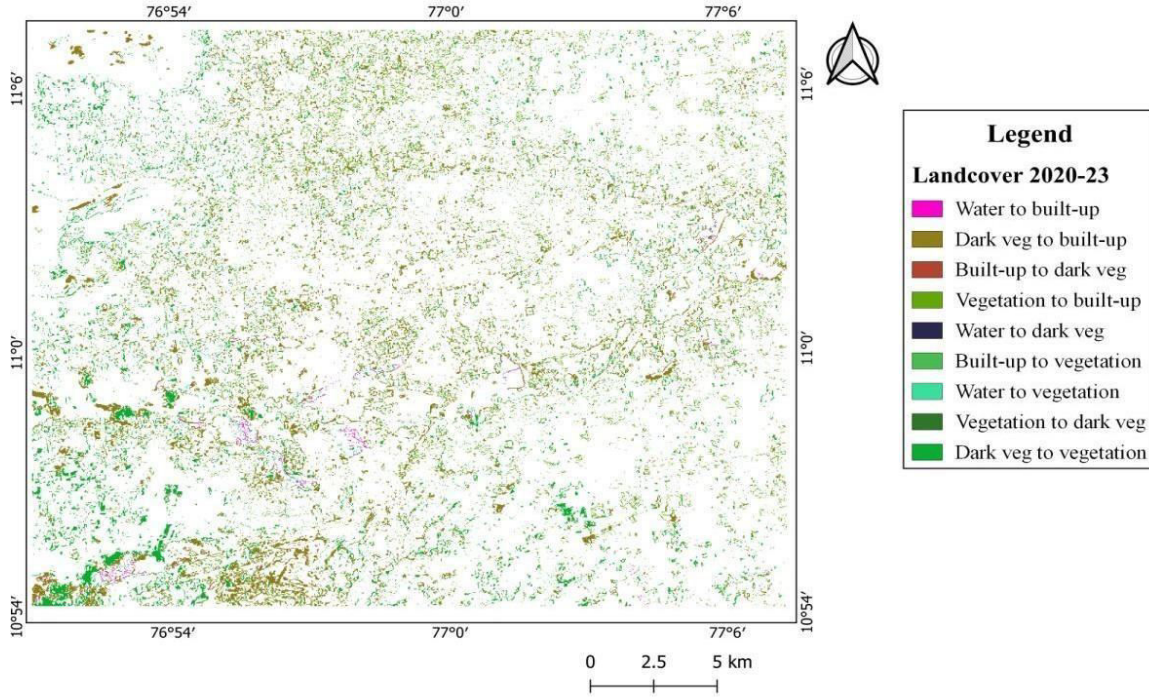 76°54′ 77°0′ 77°6′
11°6′ 11°6′
11°0′ 11°0′
10°54′ 10°54′
76°54′ 77°0′ 77°6′
0 2.5 5 km
Legend
Landcover 2020-23
Water to built-up
Dark veg to built-up
Built-up to dark veg
Vegetation to built-up
Water to dark veg
Built-up to vegetation
Water to vegetation
Vegetation to dark veg
Dark veg to vegetation